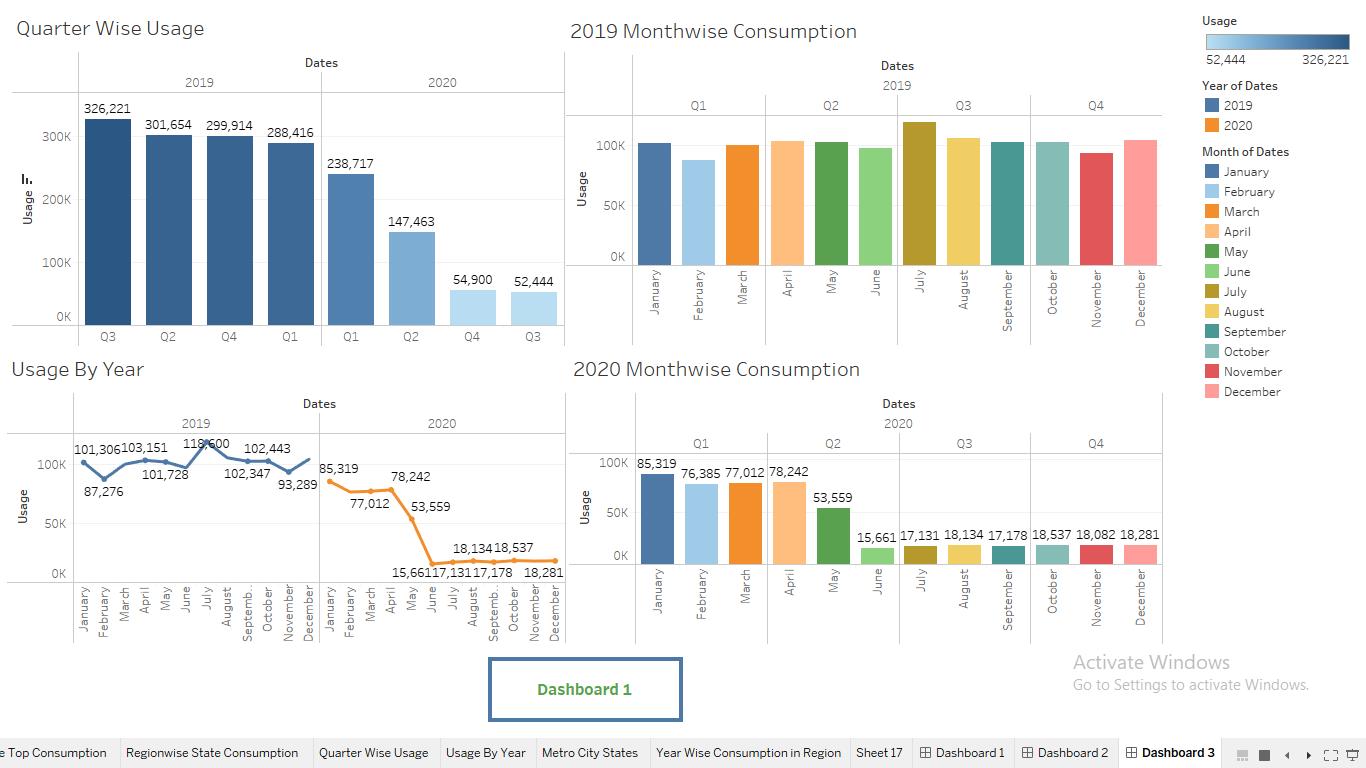 Quarter Wise Usage
Dates
2019 2020
326,221
301,654
299,914
288,416
238,717
147,463
54,900
52,444
300K
200K
100K
0K
Usage
Q3 Q2 Q4 Q1 Q1 Q2 Q4 Q3
2019 Monthwise Consumption
Dates
2019
Q1 Q2 Q3 Q4
100K
50K
0K
Usage
January February March April May June July August September October November December
Usage
52,444 326,221
Year of Dates
2019
2020
Month of Dates
January
February
March
April
May
June
July
August
September
October
November
December
Usage By Year
Dates
2019 2020
100K
50K
0K
Usage
101,306 103,151 118,600 102,443
87,276 101,728 102,347 93,289
85,319 78,242
77,012 53,559
18,134 18,537
15,661 17,131 17,178 18,281
January February March April May June July August Septemb.. October November December January February March April May June July August Septemb.. October November December
2020 Monthwise Consumption
Dates
2020
Q1 Q2 Q3 Q4
100K
50K
0K
Usage
85,319 76,385 77,012 78,242 53,559 15,661 17,131 18,134 17,178 18,537 18,082 18,281
January February March April May June July August September October November December
Dashboard 1
Activate Windows
Go to Settings to activate Windows.
e Top Consumption Regionwise State Consumption Quarter Wise Usage Usage By Year Metro City States Year Wise Consumption in Region Sheet 17 Dashboard 1 Dashboard 2 Dashboard 3